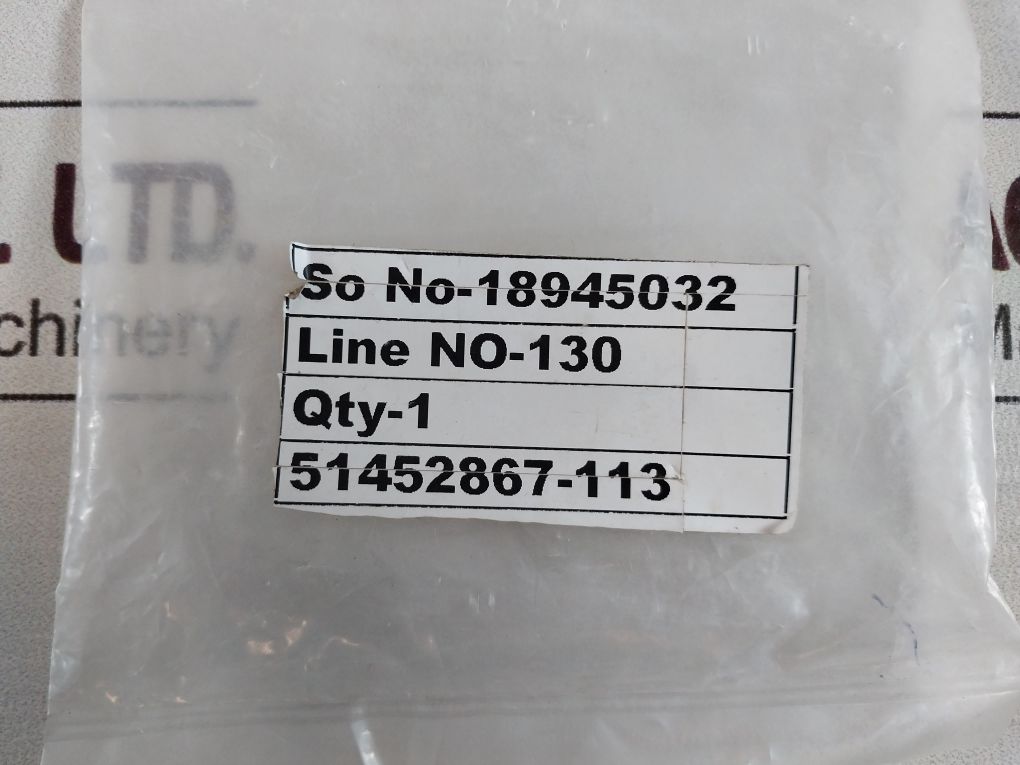 . LTD.
chinery
So No-18945032
Line NO-130
Qty-1
51452867-113